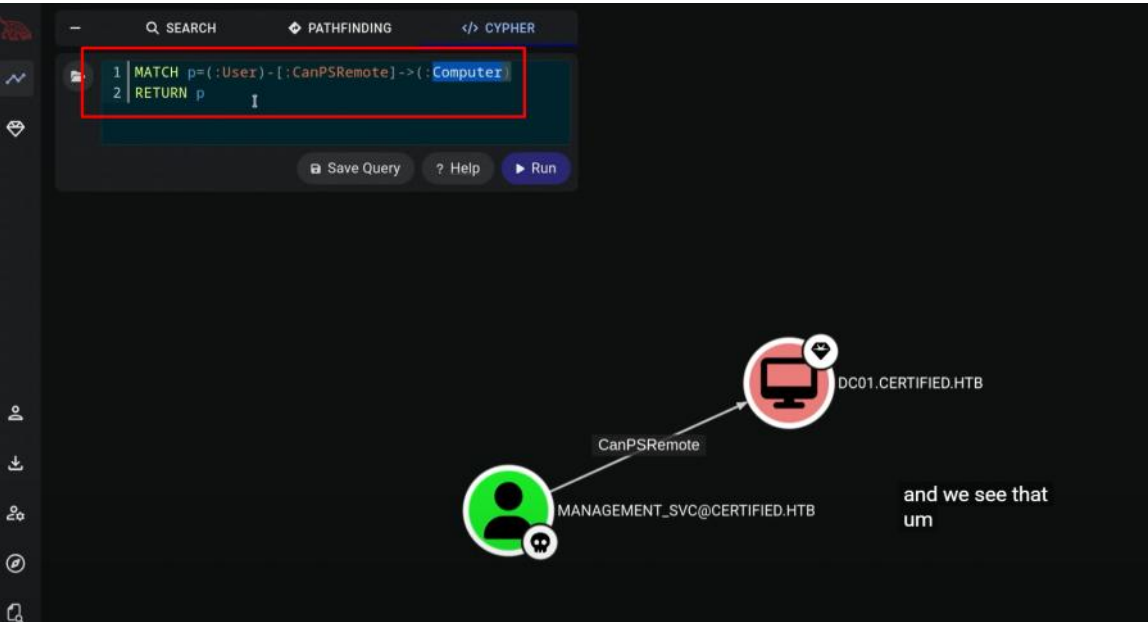 SEARCH
PATHFINDING
</> CYPHER
1 MATCH p=(:User)-[:CanPSRemote]->(:Computer)
2 RETURN p
Save Query
? Help
Run
DC01.CERTIFIED.HTB
CanPSRemote
MANAGEMENT_SVC@CERTIFIED.HTB
and we see that
um